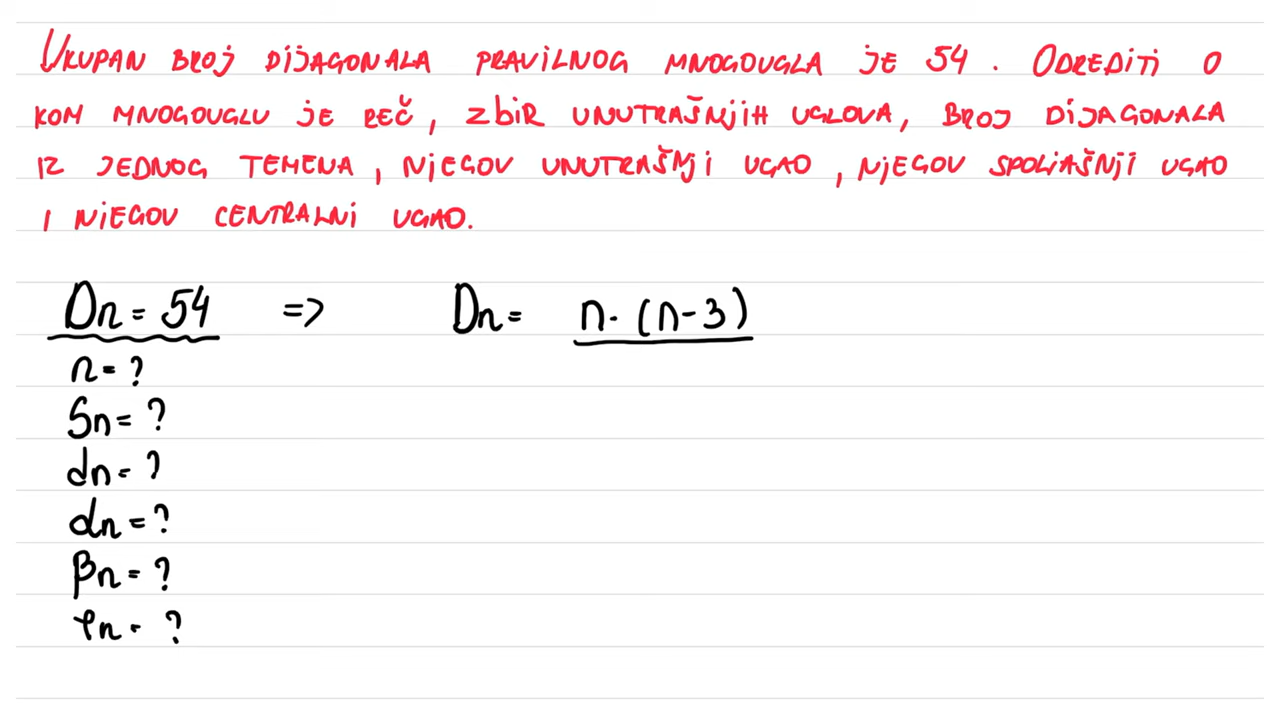 UKUPAN BROJ DIJAGONALA PRAVILNOG MNOGOUGLA JE 54. ODREDITI O
KOM MNOGOUGLU JE REČ, ZBIR UNUTRAŠNJIH UGLOVA, BROJ DIJAGONALA
IZ JEDNOG TEMENA, NJEGOV UNUTRAŠNJI UGAO, NJEGOV SPOLJAŠNJI UGAO
I NJEGOV CENTRALNI UGAO.
Dn = 54 => Dn = n·(n-3)
n = ?
Sn = ?
dn = ?
αn = ?
βn = ?
φn = ?